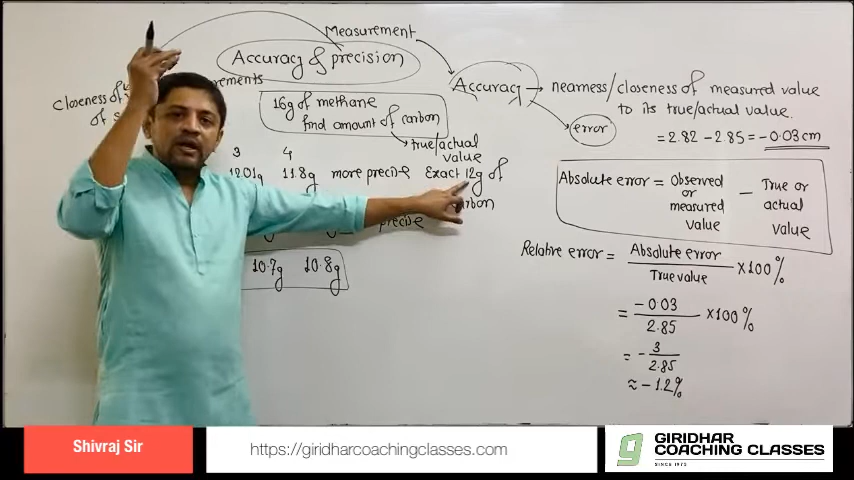 Measurement
Accuracy & precision
rements
closeness of
of s
16g of methane
find amount of carbon
true/actual
value
3 4
12.01g 11.8g more precise Exact 12g of
carbon
precise
10.7g 10.8g
Accuracy → nearness/closeness of measured value
to its true/actual value.
error
= 2.82 - 2.85 = -0.03 cm
Absolute error = Observed or measured value - True or actual value
Relative error = Absolute error / True value × 100%
= -0.03 / 2.85 × 100%
= - 3 / 2.85
≈ -1.2%
Shivraj Sir
https://giridharcoachingclasses.com
GIRIDHAR
COACHING CLASSES
SINCE 1972